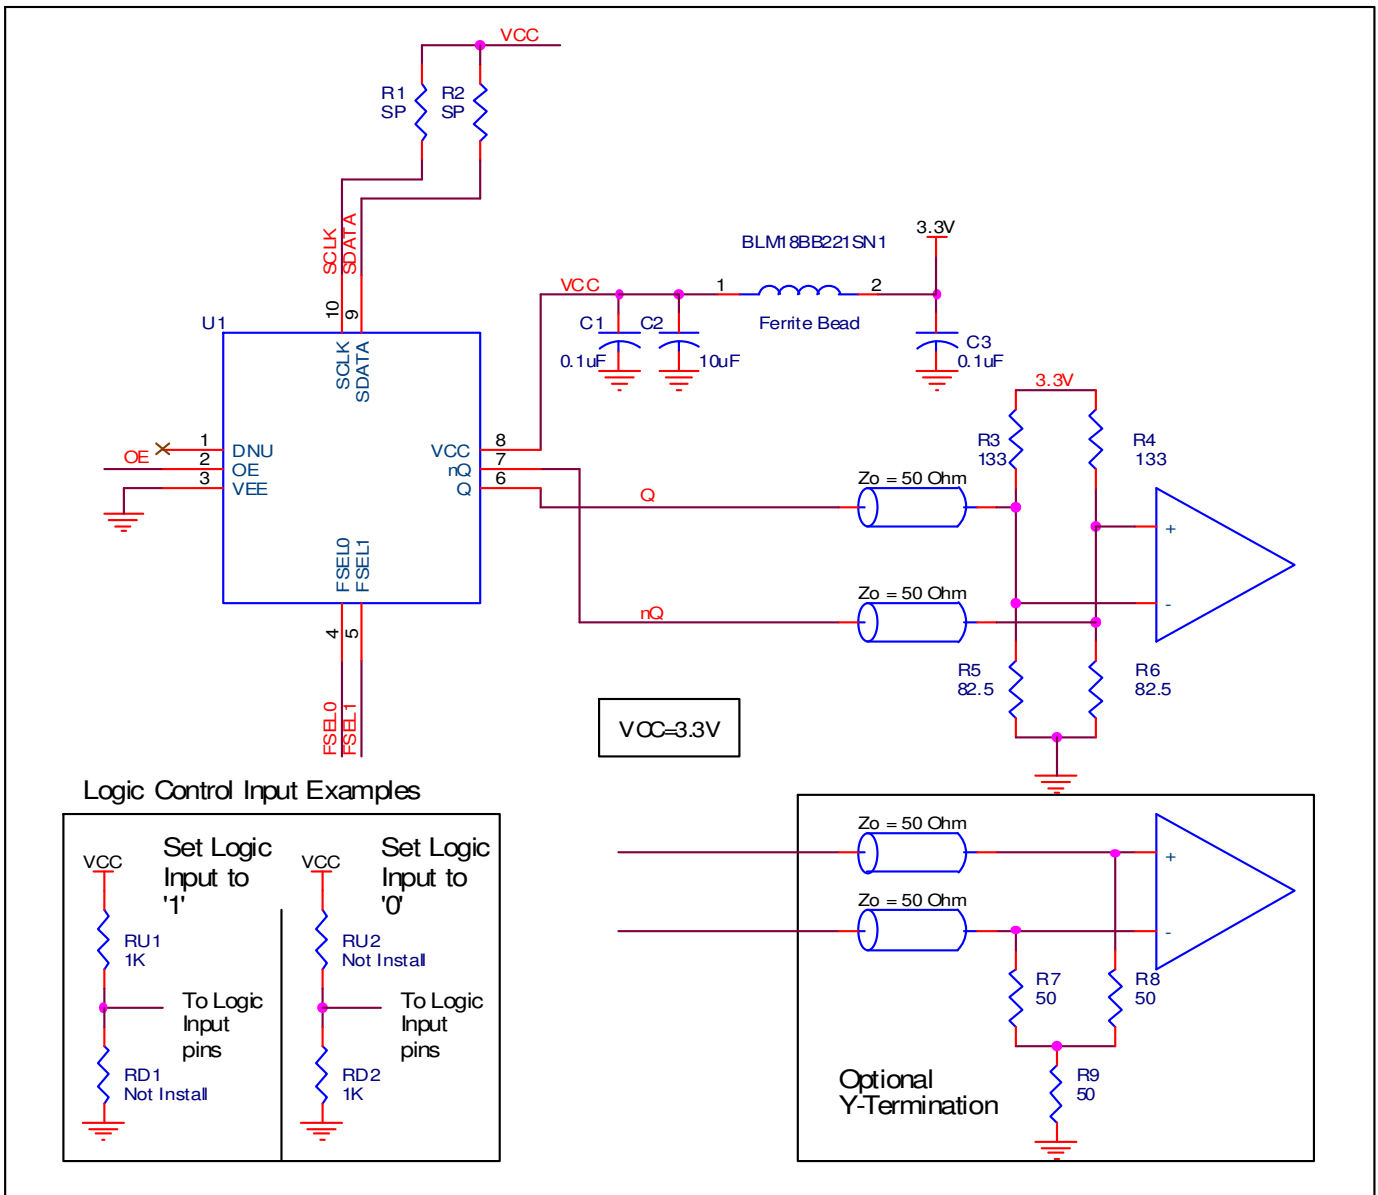 VCC
R1
SP
R2
SP
SCLK
SDATA
10
9
U1
SCLK
SDATA
1
2
3
DNU
OE
VEE
OE
VCC
nQ
Q
8
7
6
FSEL0
FSEL1
4
5
FSEL0
FSEL1
VCC
C1
0.1uF
C2
10uF
1
2
BLM18BB221SN1
Ferrite Bead
3.3V
C3
0.1uF
3.3V
R3
133
R4
133
Q
Zo = 50 Ohm
nQ
Zo = 50 Ohm
+
-
R5
82.5
R6
82.5
VCC=3.3V
Logic Control Input Examples
VCC
Set Logic
Input to
'1'
RU1
1K
To Logic
Input
pins
RD1
Not Install
VCC
Set Logic
Input to
'0'
RU2
Not Install
To Logic
Input
pins
RD2
1K
Zo = 50 Ohm
Zo = 50 Ohm
+
-
R7
50
R8
50
R9
50
Optional
Y-Termination